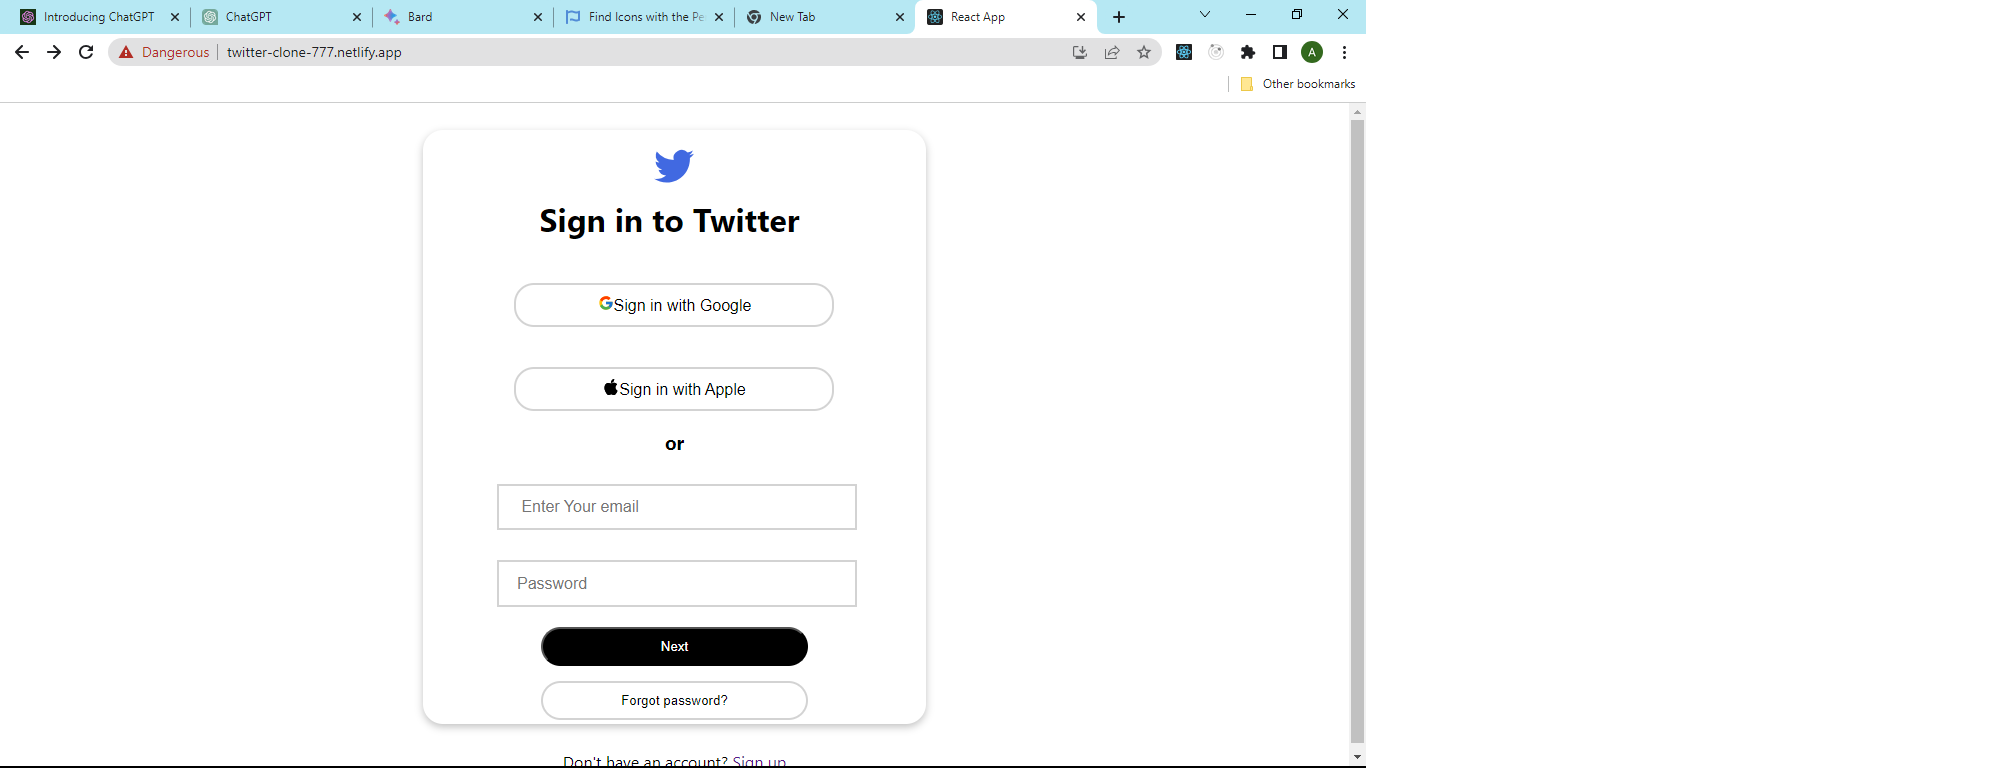 Introducing ChatGPT
ChatGPT
Bard
Find Icons with the Pe
New Tab
React App
Dangerous
twitter-clone-777.netlify.app
A
Other bookmarks
Sign in to Twitter
Sign in with Google
Sign in with Apple
or
Enter Your email
Password
Next
Forgot password?
Don't have an account? Sign up